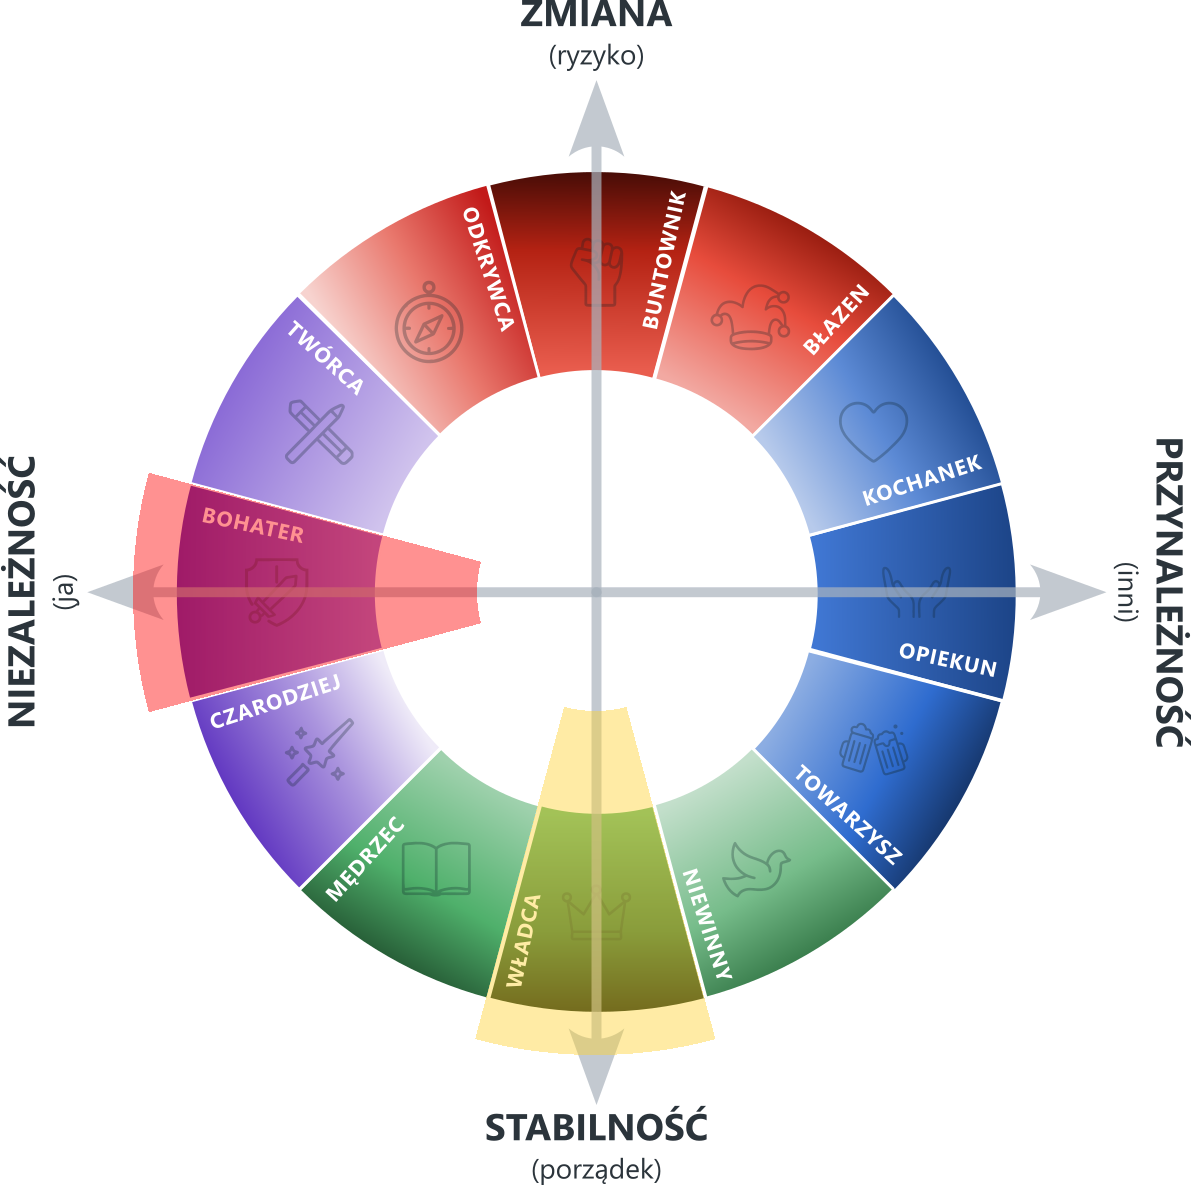 ZMIANA
(ryzyko)
ODKRYWCA
BUNTOWNIK
BŁAZEN
TWÓRCA
KOCHANEK
NIEZALEŻNOŚĆ
(ja)
BOHATER
OPIEKUN
(inni)
PRZYNALEŻNOŚĆ
CZARODZIEJ
TOWARZYSZ
MĘDRZEC
WŁADCA
NIEWINNY
STABILNOŚĆ
(porządek)